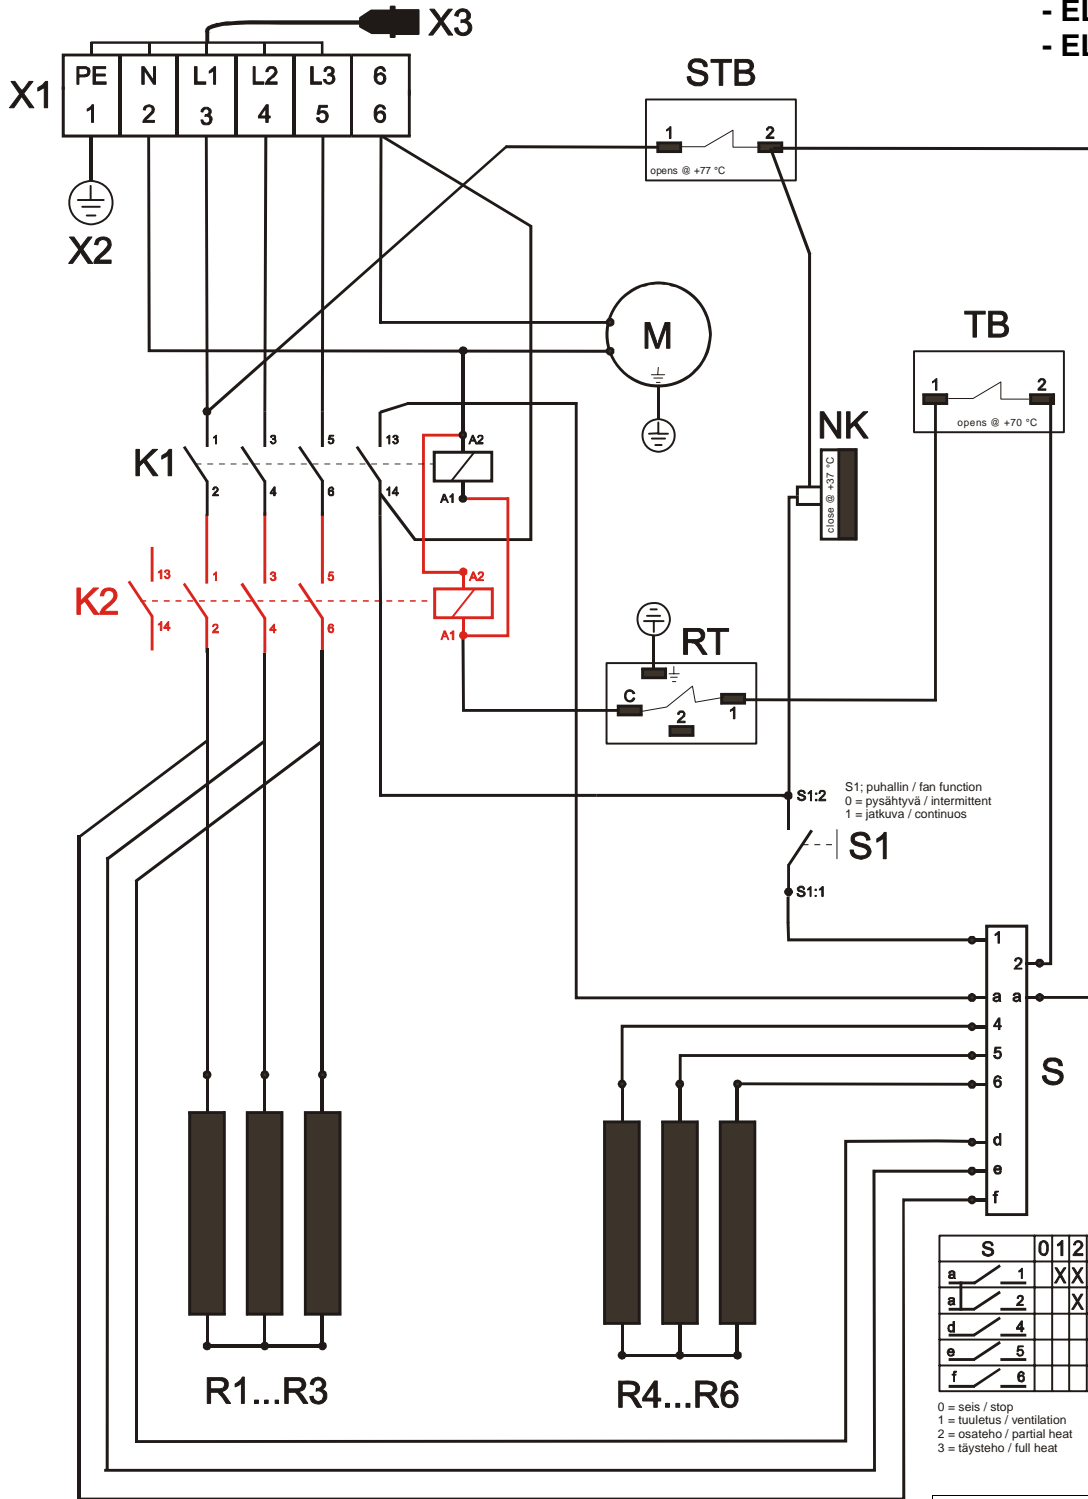 - EL
- EL
X3
X1
PE N L1 L2 L3 6
1 2 3 4 5 6
X2
STB
1 2
opens @ +77 °C
M
TB
1 2
opens @ +70 °C
NK
close @ +37 °C
K1
1 3 5 13
2 4 6 14
A2
A1
K2
13 1 3 5
14 2 4 6
A2
A1
RT
C 2 1
S1:2
S1; puhallin / fan function
0 = pysähtyvä / intermittent
1 = jatkuva / continuos
S1
S1:1
1
2
a a
4
5
6
d
e
f
S
R1...R3
R4...R6
S 0 1 2
a 1 X X
a 2 X
d 4
e 5
f 6
0 = seis / stop
1 = tuuletus / ventilation
2 = osateho / partial heat
3 = täysteho / full heat